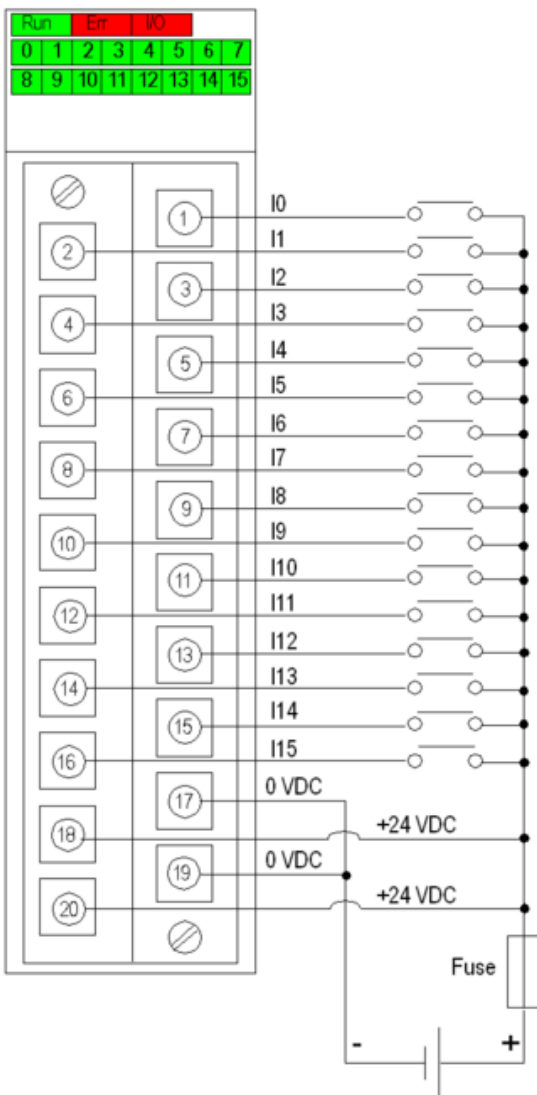 Run Err I/O
0 1 2 3 4 5 6 7
8 9 10 11 12 13 14 15
1 I0
2 I1
3 I2
4 I3
5 I4
6 I5
7 I6
8 I7
9 I8
10 I9
11 I10
12 I11
13 I12
14 I13
15 I14
16 I15
17 0 VDC
18 +24 VDC
19 0 VDC
20 +24 VDC
Fuse
- +